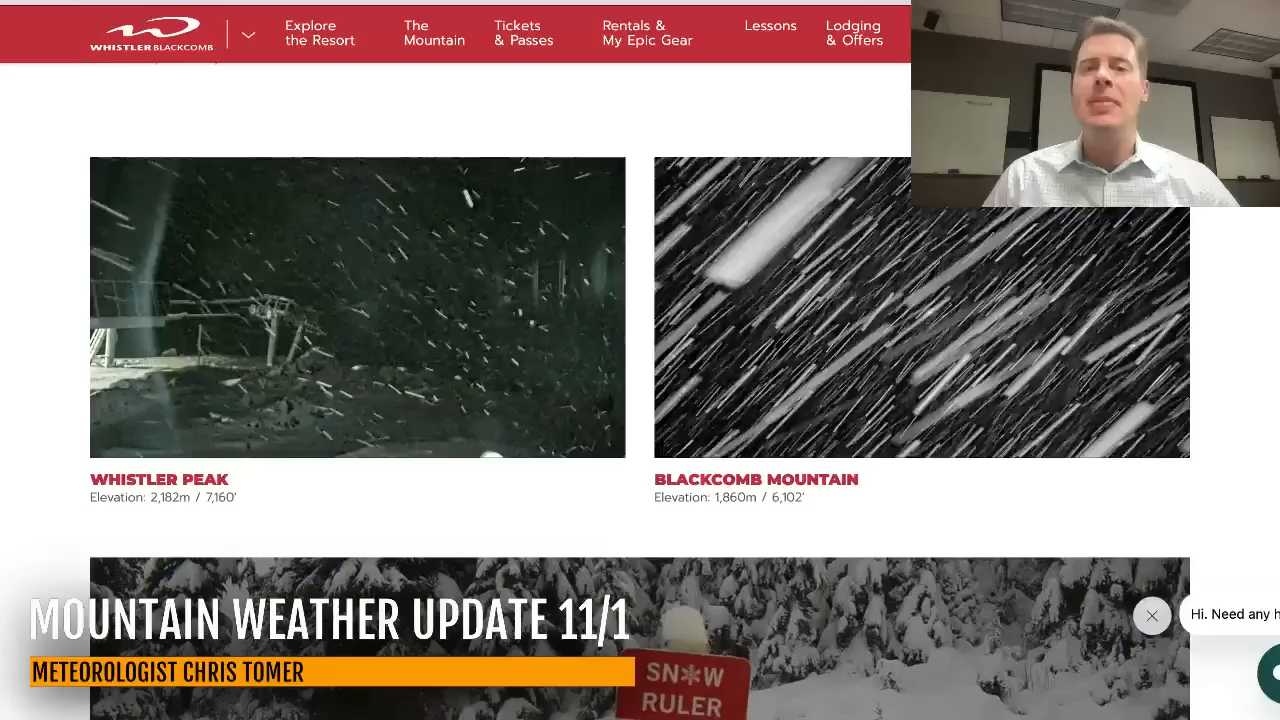 WHISTLERBLACKCOMB
Explore
the Resort
The
Mountain
Tickets
& Passes
Rentals &
My Epic Gear
Lessons
Lodging
& Offers
WHISTLER PEAK
Elevation: 2,182m / 7,160'
BLACKCOMB MOUNTAIN
Elevation: 1,860m / 6,102'
MOUNTAIN WEATHER UPDATE 11/1
METEOROLOGIST CHRIS TOMER
SNOW
RULER
Hi. Need any h